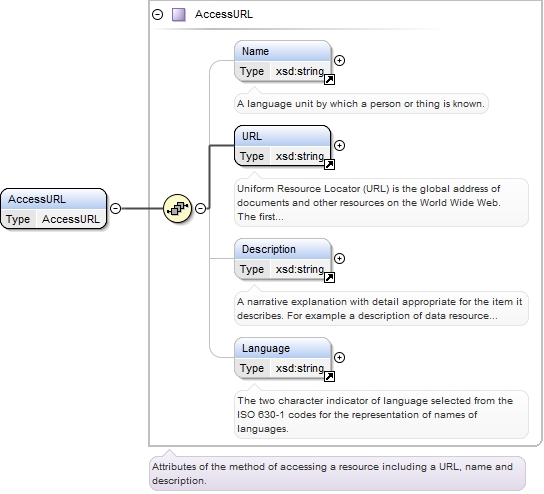 AccessURL
Name
Type xsd:string
A language unit by which a person or thing is known.
URL
Type xsd:string
Uniform Resource Locator (URL) is the global address of
documents and other resources on the World Wide Web.
The first...
AccessURL
Type AccessURL
Description
Type xsd:string
A narrative explanation with detail appropriate for the item it
describes. For example a description of data resource...
Language
Type xsd:string
The two character indicator of language selected from the
ISO 630-1 codes for the representation of names of
languages.
Attributes of the method of accessing a resource including a URL, name and
description.